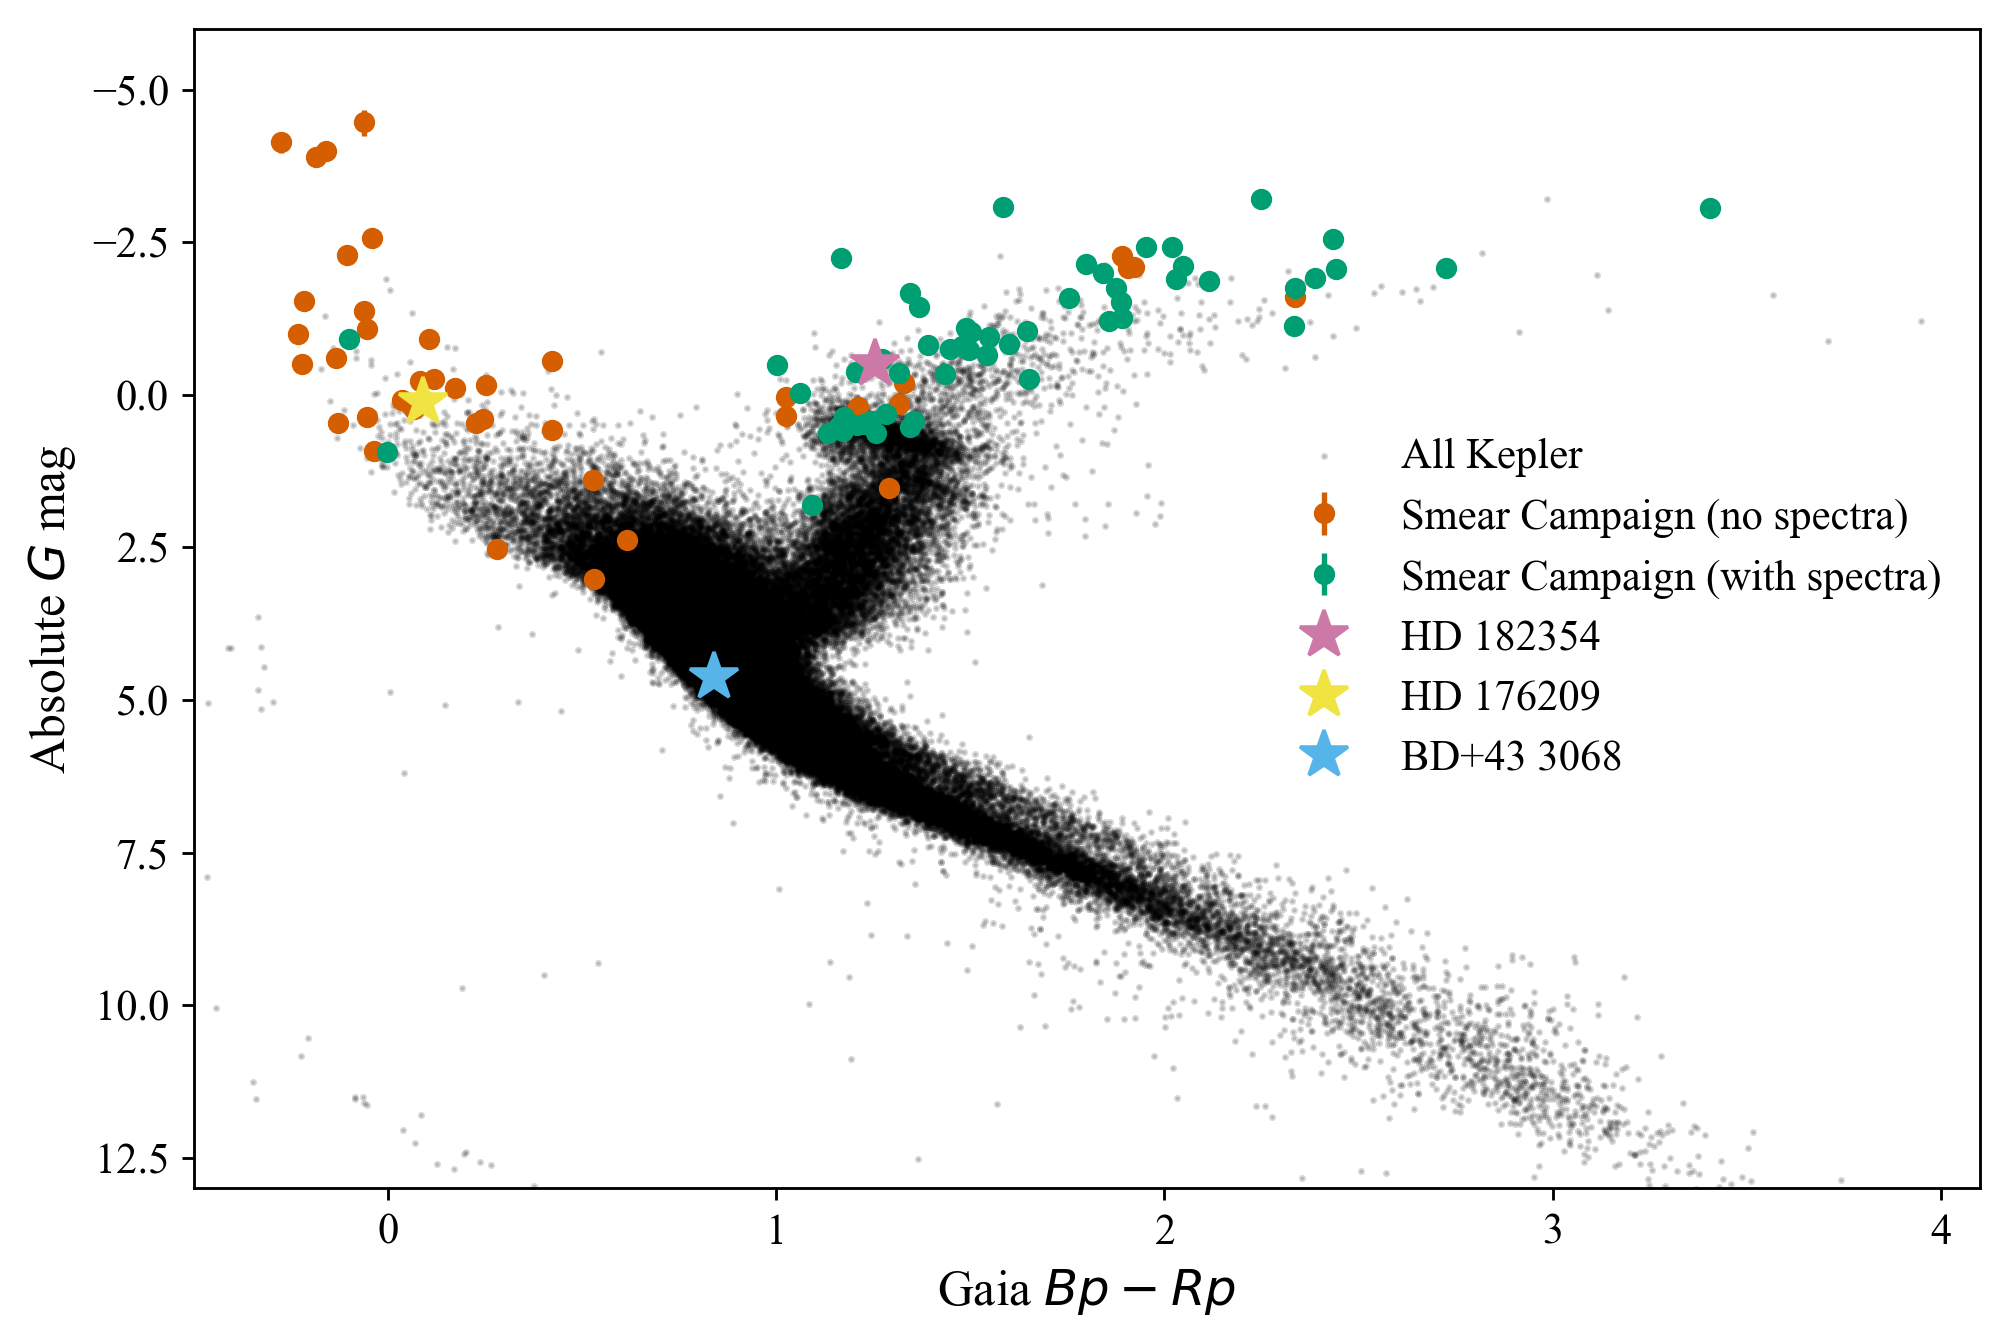 Absolute G mag
−5.0
−2.5
0.0
2.5
5.0
7.5
10.0
12.5
All Kepler
Smear Campaign (no spectra)
Smear Campaign (with spectra)
HD 182354
HD 176209
BD+43 3068
0 1 2 3 4
Gaia Bp − Rp